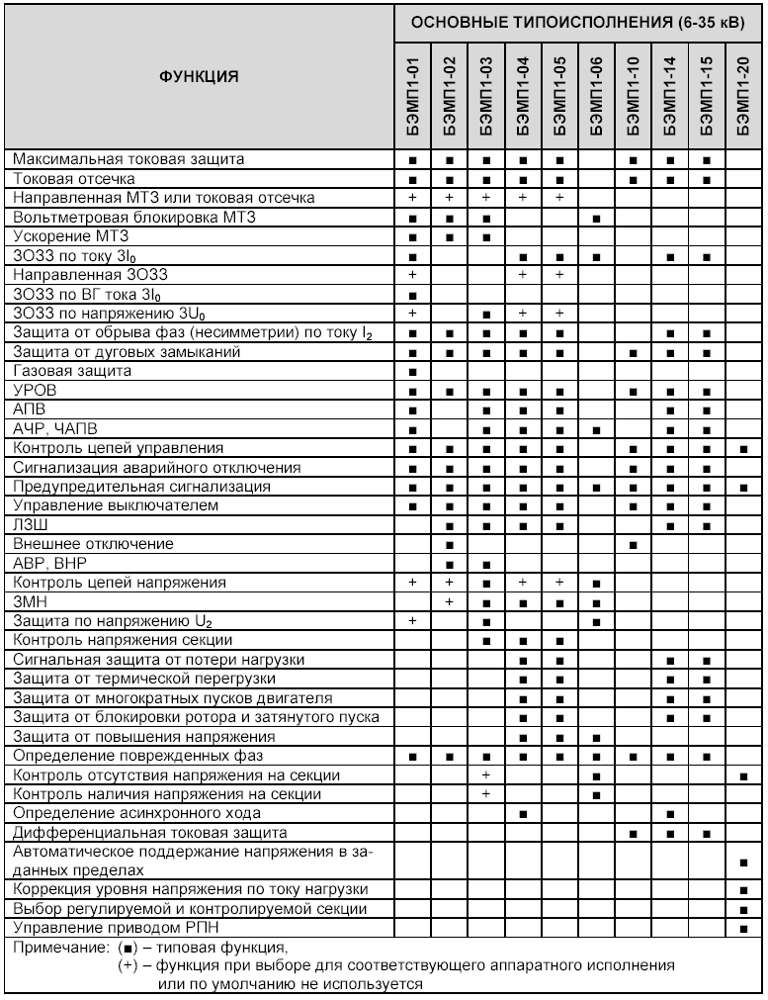 ФУНКЦИЯ
ОСНОВНЫЕ ТИПОИСПОЛНЕНИЯ (6-35 кВ)
БЭМП1-01 БЭМП1-02 БЭМП1-03 БЭМП1-04 БЭМП1-05 БЭМП1-06 БЭМП1-10 БЭМП1-14 БЭМП1-15 БЭМП1-20
Максимальная токовая защита ■ ■ ■ ■ ■ ■ ■ ■
Токовая отсечка ■ ■ ■ ■ ■ ■ ■ ■
Направленная МТЗ или токовая отсечка + + + + +
Вольтметровая блокировка МТЗ ■ ■ ■ ■
Ускорение МТЗ ■ ■ ■
ЗОЗЗ по току 3I₀ ■ ■ ■ ■ ■ ■
Направленная ЗОЗЗ + + +
ЗОЗЗ по ВГ тока 3I₀ ■
ЗОЗЗ по напряжению 3U₀ + ■ + +
Защита от обрыва фаз (несимметрии) по току I₂ ■ ■ ■ ■ ■ ■ ■
Защита от дуговых замыканий ■ ■ ■ ■ ■ ■ ■ ■
Газовая защита ■
УРОВ ■ ■ ■ ■ ■ ■ ■ ■
АПВ ■ ■ ■ ■ ■ ■
АЧР, ЧАПВ ■ ■ ■ ■ ■ ■ ■
Контроль цепей управления ■ ■ ■ ■ ■ ■ ■ ■ ■
Сигнализация аварийного отключения ■ ■ ■ ■ ■ ■ ■ ■
Предупредительная сигнализация ■ ■ ■ ■ ■ ■ ■ ■ ■ ■
Управление выключателем ■ ■ ■ ■ ■ ■ ■ ■
ЛЗШ ■ ■ ■ ■ ■ ■
Внешнее отключение ■ ■
АВР, ВНР ■ ■
Контроль цепей напряжения + + ■ + + ■
ЗМН + ■ ■ ■ ■
Защита по напряжению U₂ + ■ ■
Контроль напряжения секции ■ ■ ■
Сигнальная защита от потери нагрузки ■ ■ ■ ■
Защита от термической перегрузки ■ ■ ■ ■
Защита от многократных пусков двигателя ■ ■ ■ ■
Защита от блокировки ротора и затянутого пуска ■ ■ ■ ■
Защита от повышения напряжения ■ ■ ■
Определение поврежденных фаз ■ ■ ■ ■ ■ ■ ■ ■ ■
Контроль отсутствия напряжения на секции + ■ ■
Контроль наличия напряжения на секции + ■
Определение асинхронного хода ■ ■
Дифференциальная токовая защита ■ ■ ■
Автоматическое поддержание напряжения в за-
данных пределах ■
Коррекция уровня напряжения по току нагрузки ■
Выбор регулируемой и контролируемой секции ■
Управление приводом РПН ■
Примечание: (■) – типовая функция,
(+) – функция при выборе для соответствующего аппаратного исполнения
или по умолчанию не используется